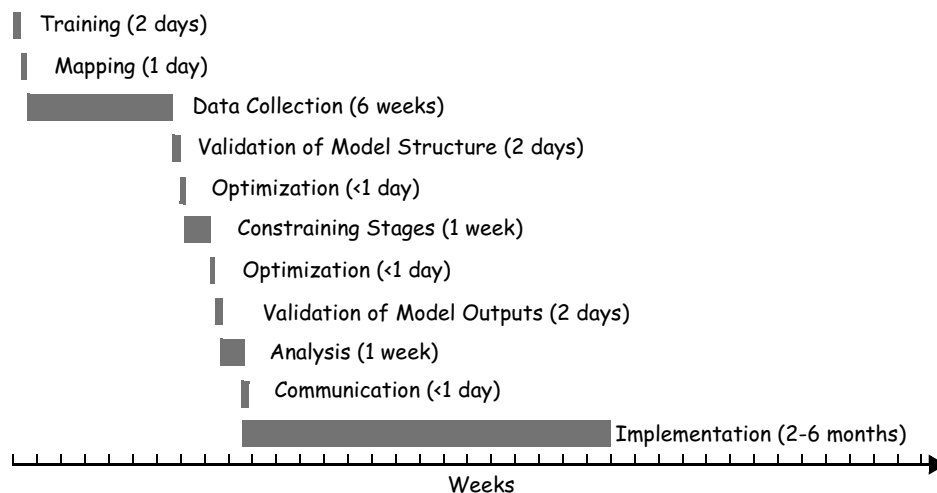 Training (2 days)
Mapping (1 day)
Data Collection (6 weeks)
Validation of Model Structure (2 days)
Optimization (<1 day)
Constraining Stages (1 week)
Optimization (<1 day)
Validation of Model Outputs (2 days)
Analysis (1 week)
Communication (<1 day)
Implementation (2-6 months)
Weeks